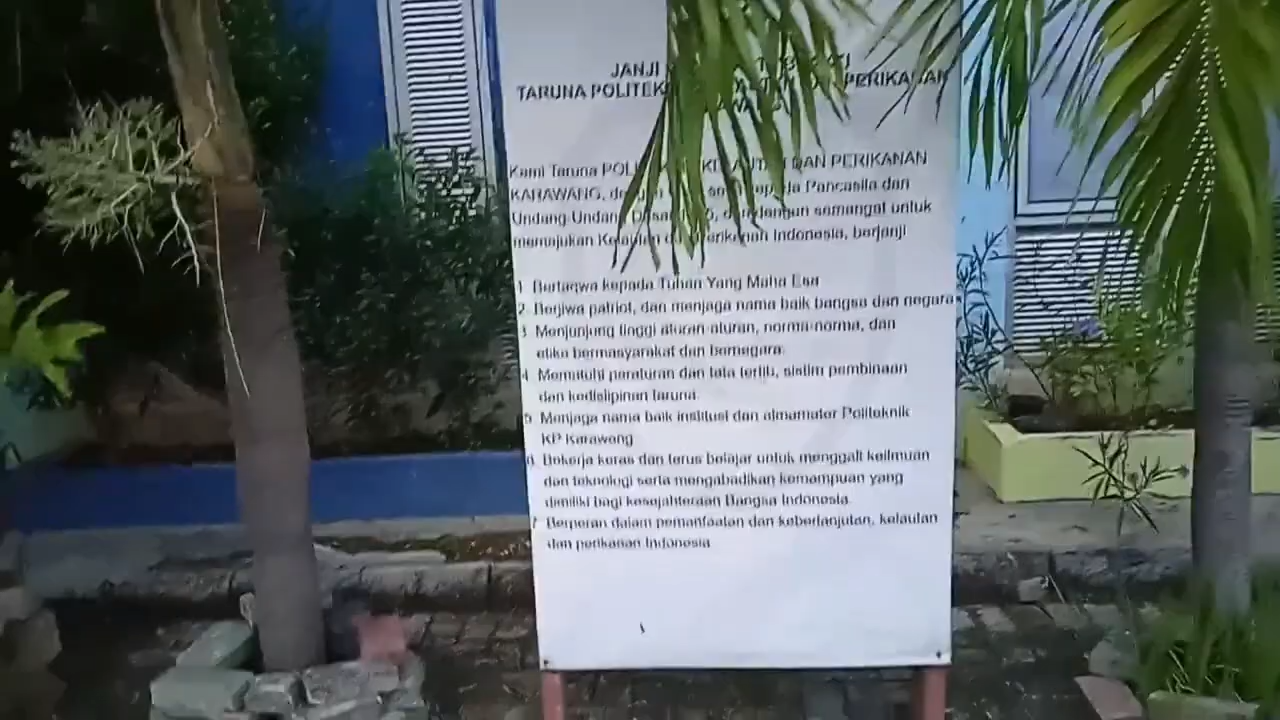 JANJI
TARUNA POLITEK PERIKANAN
Kami Taruna DAN PERIKANAN
KARAWANG, kepada Pancasila dan
Undang-Undang dengan semangat untuk
memajukan Perikanan Indonesia, berjanji
1. Bertaqwa kepada Tuhan Yang Maha Esa
2. Berjiwa patriot, dan menjaga nama baik bangsa dan negara
3. Menjunjung tinggi aturan-aturan, norma-norma, dan
etika bermasyarakat dan bernegara.
4. Mematuhi peraturan dan tata tertib, sistim pembinaan
dan kedisiplinan taruna.
5. Menjaga nama baik institusi dan almamater Politeknik
KP Karawang
6. Bekerja keras dan terus belajar untuk menggali keilmuan
dan teknologi serta mengabadikan kemampuan yang
dimiliki bagi kesejahteraan Bangsa Indonesia.
7. Berperan dalam pemanfaatan dan keberlanjutan, kelautan
dan perikanan Indonesia